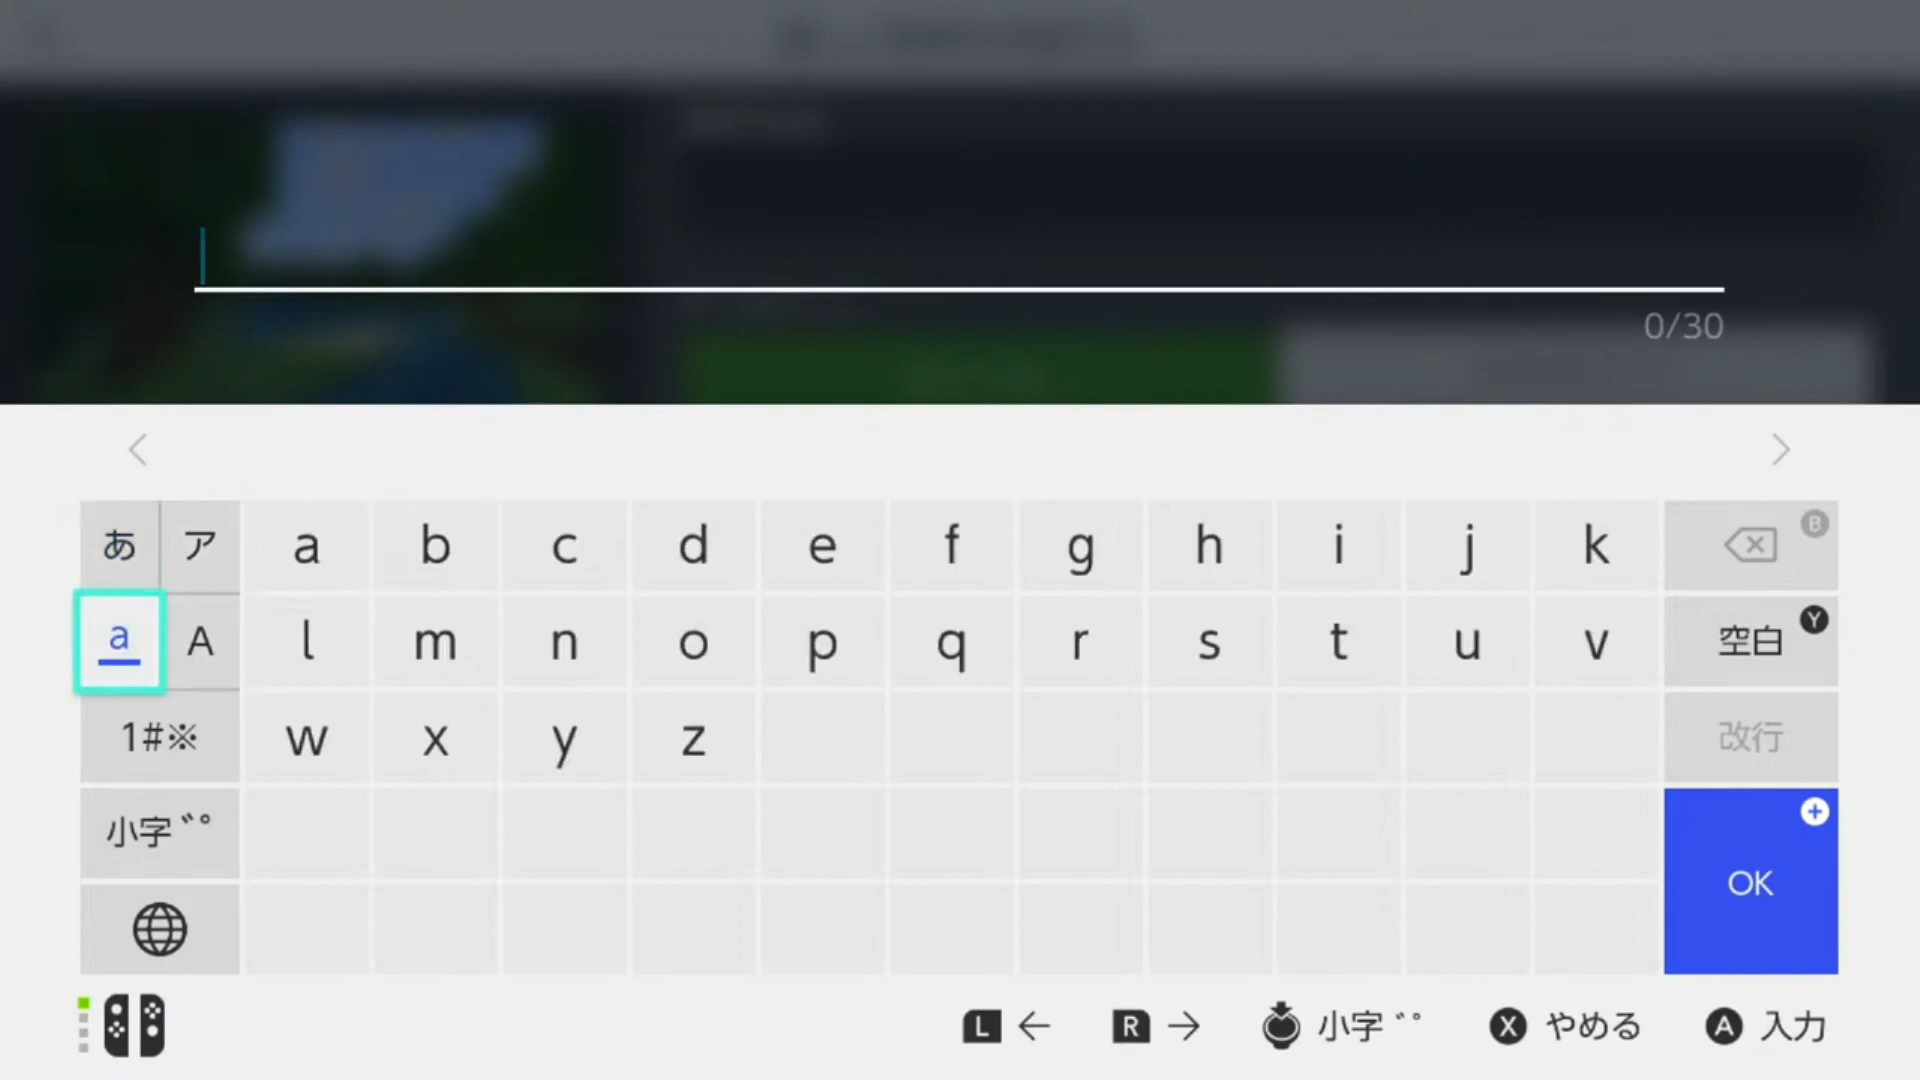 0/30
あ ア a b c d e f g h i j k B
a A l m n o p q r s t u v 空白 Y
1#※ w x y z 改行
小字゛゜ +
OK
L ← R → 小字゛゜ X やめる A 入力